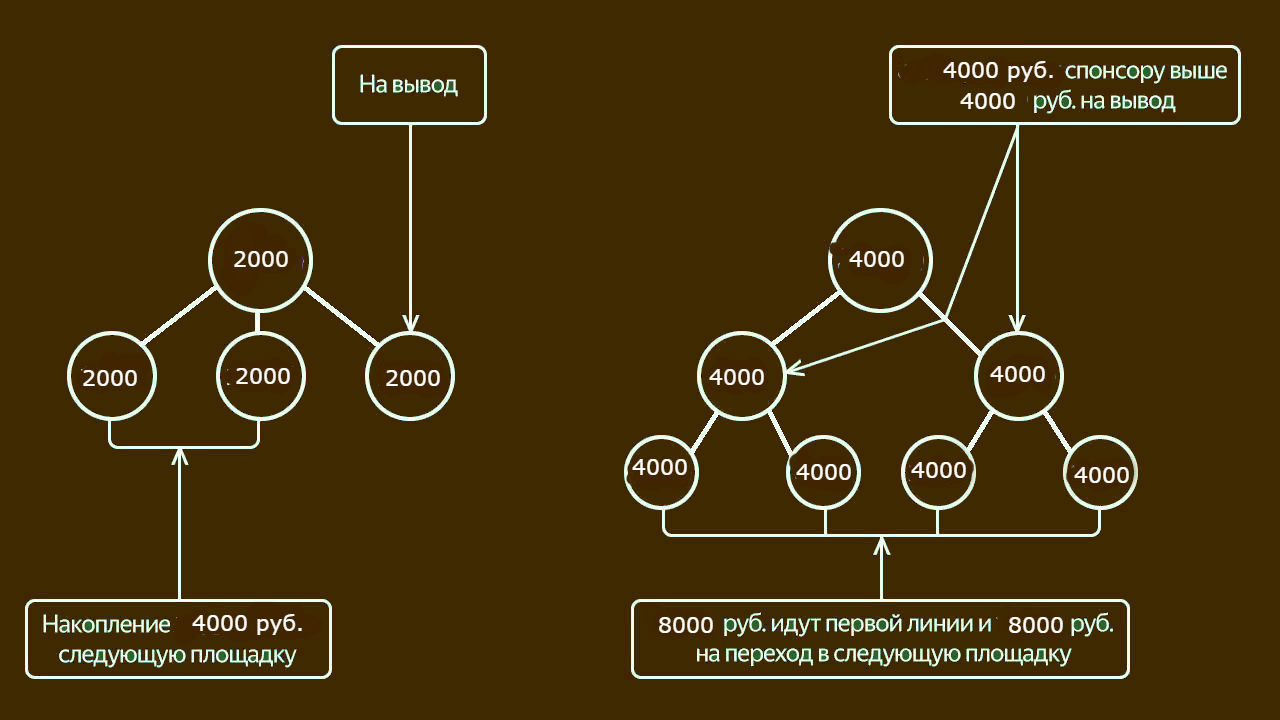 На вывод
2000
2000
2000
2000
Накопление 4000 руб.
следующую площадку
4000 руб. спонсору выше
4000 руб. на вывод
4000
4000
4000
4000
4000
4000
4000
8000 руб. идут первой линии и 8000 руб.
на переход в следующую площадку